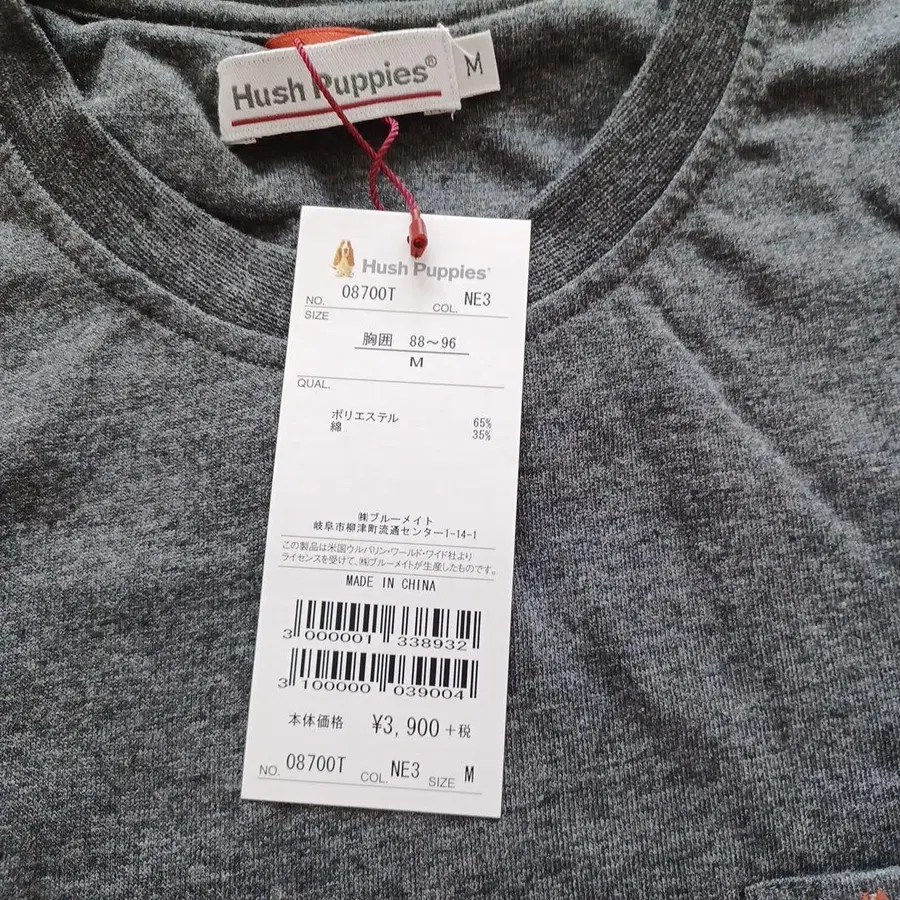 Hush Puppies®
M
Hush Puppies®
NO. 08700T COL. NE3
SIZE
胸囲 88～96
M
QUAL.
ポリエステル 65%
綿 35%
㈱ブルーメイト
岐阜市柳津町流通センター1-14-1
この製品は米国ウルバリン・ワールド・ワイド社より
ライセンスを受けて、㈱ブルーメイトが生産したものです。
MADE IN CHINA
3 000001 338932
3 100000 039004
本体価格 ¥3,900+税
NO. 08700T COL. NE3 SIZE M